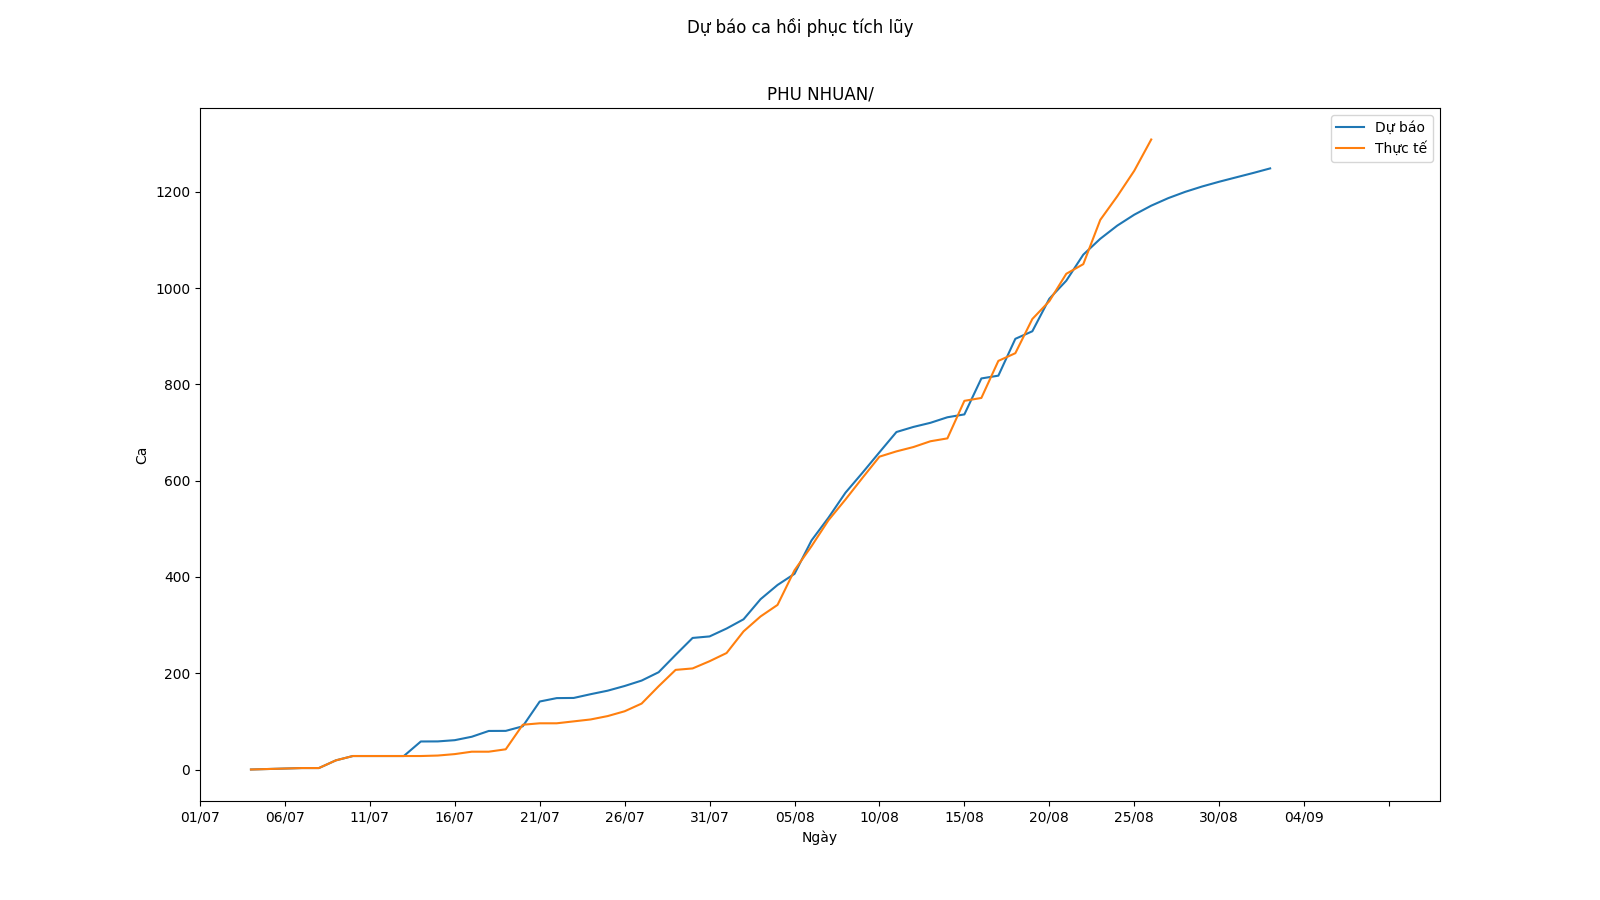 Dự báo ca hồi phục tích lũy
PHU NHUAN/
Dự báo
Thực tế
1200
1000
800
600
400
200
0
Ca
01/07 06/07 11/07 16/07 21/07 26/07 31/07 05/08 10/08 15/08 20/08 25/08 30/08 04/09
Ngày